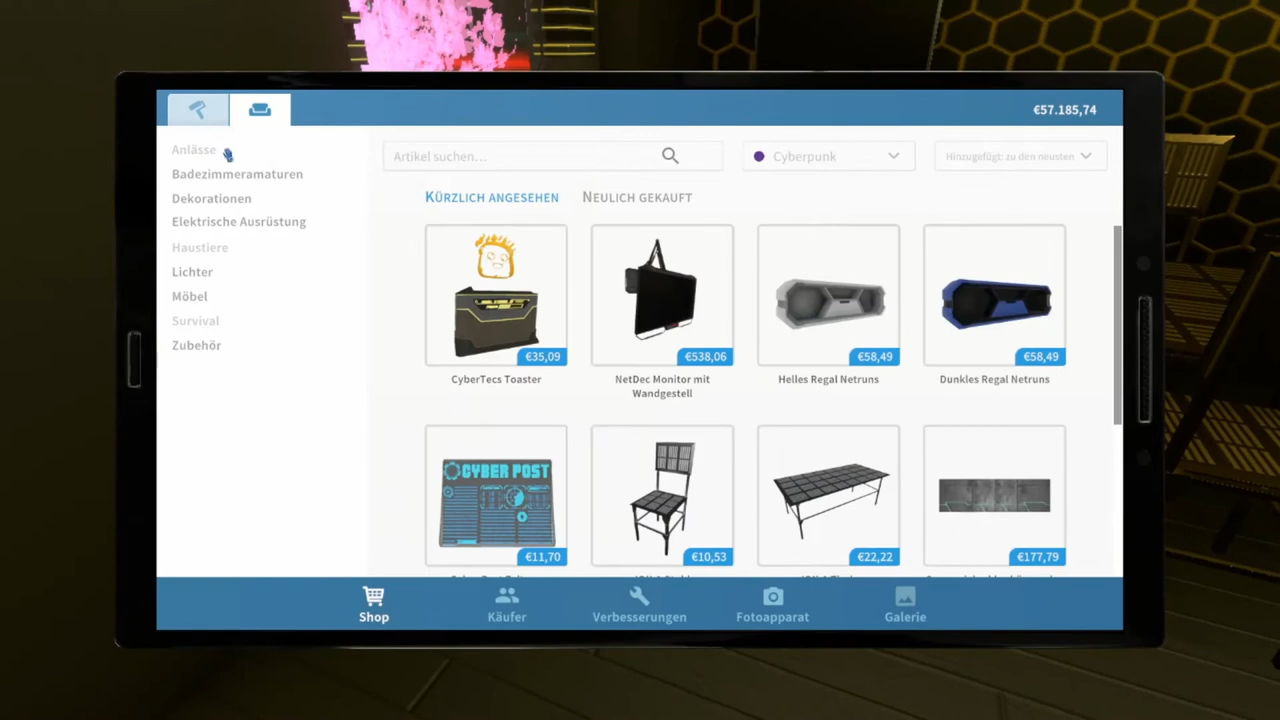 €57.185,74
Anlässe
Badezimmeramaturen
Dekorationen
Elektrische Ausrüstung
Haustiere
Lichter
Möbel
Survival
Zubehör
Artikel suchen...
Cyberpunk
Hinzugefügt: zu den neusten
KÜRZLICH ANGESEHEN
NEULICH GEKAUFT
€35,09
€538,06
€58,49
€58,49
CyberTecs Toaster
NetDec Monitor mit
Wandgestell
Helles Regal Netruns
Dunkles Regal Netruns
CYBER POST
€11,70
€10,53
€22,22
€177,79
Shop
Käufer
Verbesserungen
Fotoapparat
Galerie